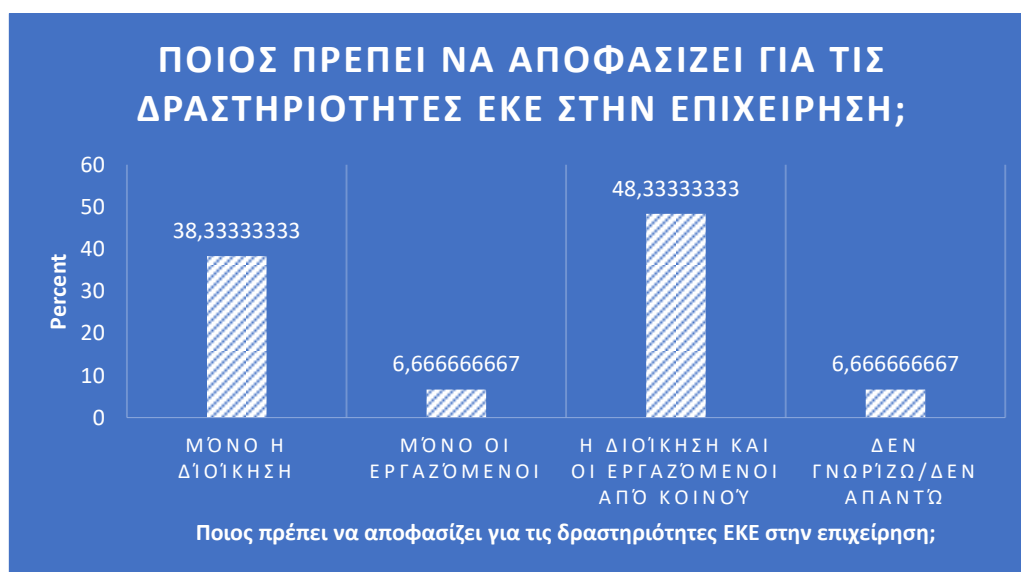 ΠΟΙΟΣ ΠΡΕΠΕΙ ΝΑ ΑΠΟΦΑΣΙΖΕΙ ΓΙΑ ΤΙΣ
ΔΡΑΣΤΗΡΙΟΤΗΤΕΣ ΕΚΕ ΣΤΗΝ ΕΠΙΧΕΙΡΗΣΗ;
60
50
40
30
20
10
0
Percent
38,33333333
6,666666667
48,33333333
6,666666667
ΜΌΝΟ Η
ΔΊΟΊΚΗΣΗ
ΜΌΝΟ ΟΙ
ΕΡΓΑΖΌΜΕΝΟΙ
Η ΔΙΟΊΚΗΣΗ ΚΑΙ
ΟΙ ΕΡΓΑΖΌΜΕΝΟΙ
ΑΠΌ ΚΟΙΝΟΎ
ΔΕΝ
ΓΝΩΡΊΖΩ/ΔΕΝ
ΑΠΑΝΤΏ
Ποιος πρέπει να αποφασίζει για τις δραστηριότητες ΕΚΕ στην επιχείρηση;